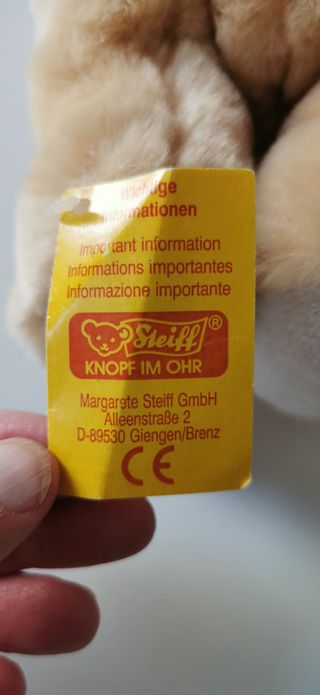 Wichtige
Informationen
Important information
Informations importantes
Informazione importante
Steiff ®
KNOPF IM OHR
Margarete Steiff GmbH
Alleenstraße 2
D-89530 Giengen/Brenz
CE